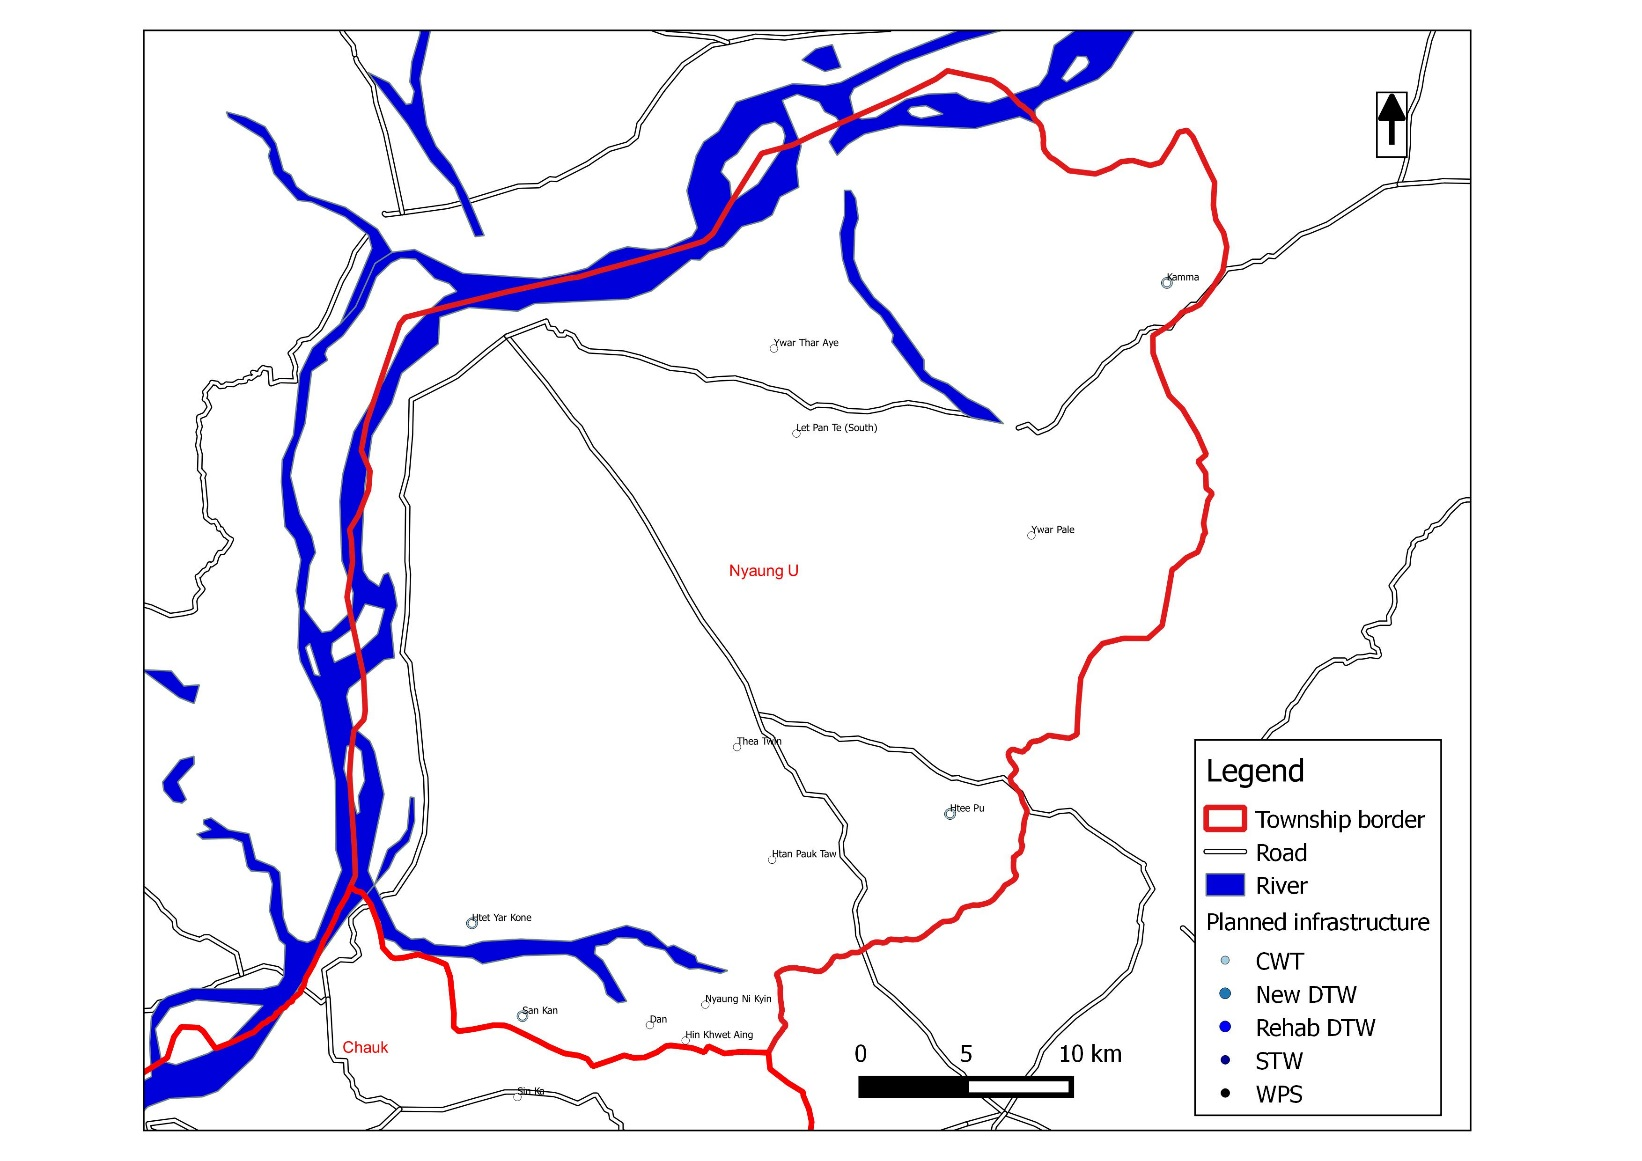 Kamma
Ywar Thar Aye
Let Pan Te (South)
Ywar Pale
Nyaung U
Thea Twin
Htee Pu
Htan Pauk Taw
Htet Yar Kone
Nyaung Ni Kyin
San Kan
Dan
Hin Khwet Aing
Chauk
Sin Ka
0 5 10 km
Legend
Township border
Road
River
Planned infrastructure
CWT
New DTW
Rehab DTW
STW
WPS